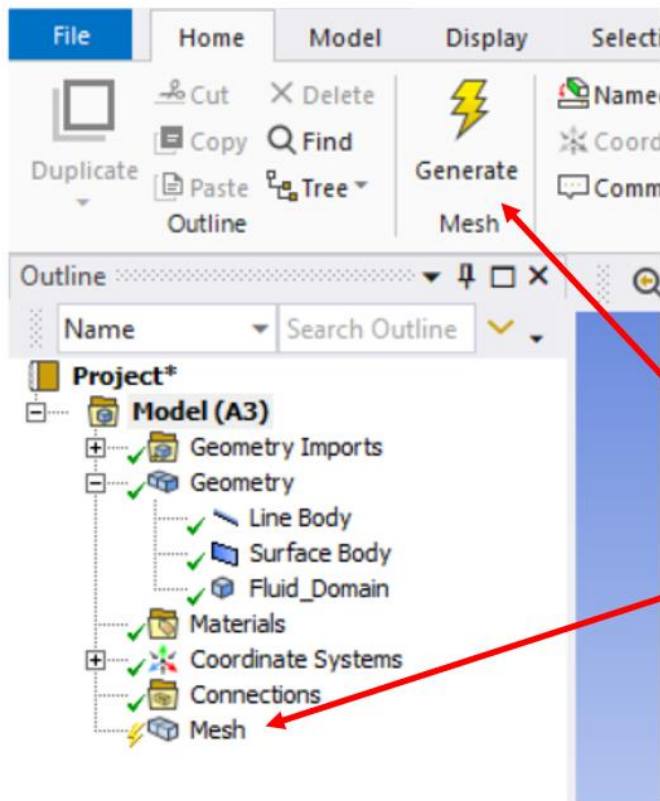 File Home Model Display
Cut Delete
Duplicate Copy Find Generate
Paste Tree
Outline Mesh
Outline
Name Search Outline
Project*
Model (A3)
Geometry Imports
Geometry
Line Body
Surface Body
Fluid_Domain
Materials
Coordinate Systems
Connections
Mesh